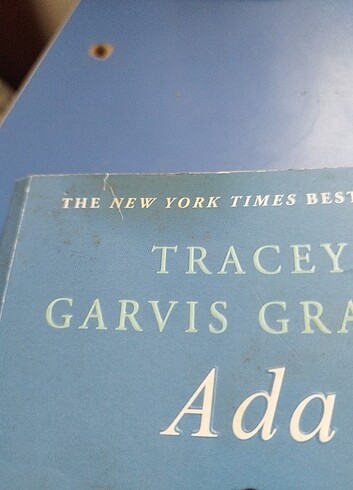 THE NEW YORK TIMES BEST
TRACEY
GARVIS GRA
Ada